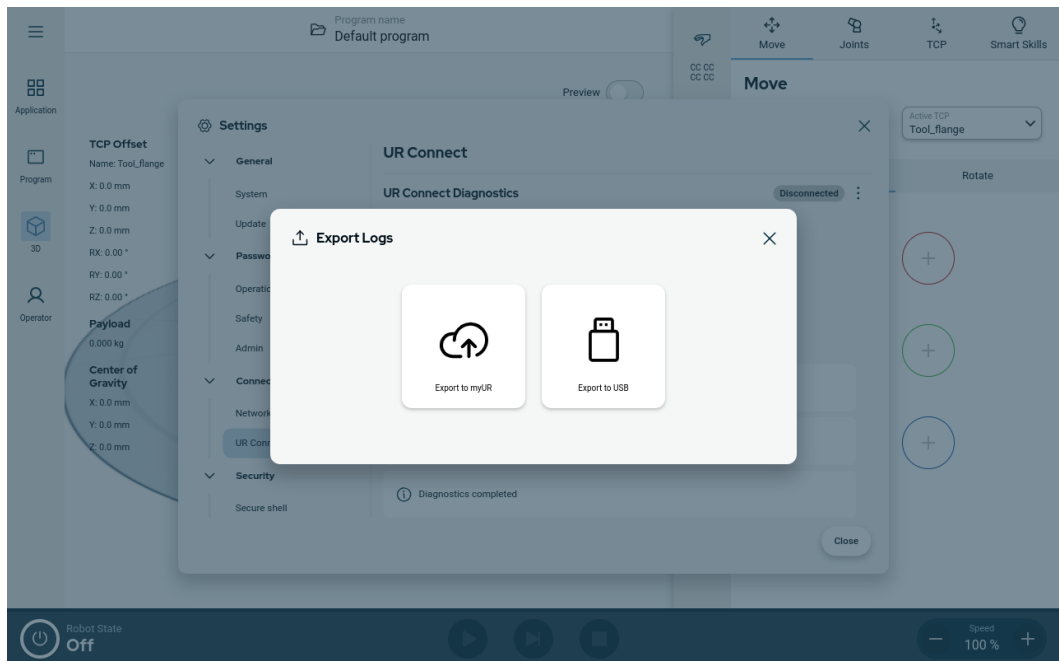 Program name
Default program
Move
Joints
TCP
Smart Skills
CC CC
CC CC
Application
Program
3D
Operator
Preview
Move
Active TCP
Tool_flange
Rotate
TCP Offset
Name: Tool_flange
X: 0.0 mm
Y: 0.0 mm
Z: 0.0 mm
RX: 0.00 °
RY: 0.00 °
RZ: 0.00 °
Payload
0.000 kg
Center of
Gravity
X: 0.0 mm
Y: 0.0 mm
Z: 0.0 mm
Settings
General
System
Update
Safety
Admin
Security
Secure shell
UR Connect
UR Connect Diagnostics
Disconnected
Export Logs
Export to myUR
Export to USB
Diagnostics completed
Close
Robot State
Off
Speed
100 %